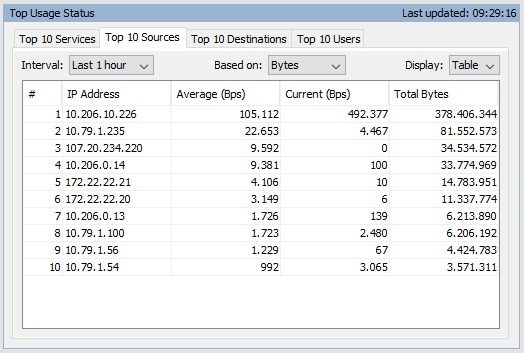 Top Usage Status Last updated: 09:29:16
Top 10 Services Top 10 Sources Top 10 Destinations Top 10 Users
Interval: Last 1 hour Based on: Bytes Display: Table
# IP Address Average (Bps) Current (Bps) Total Bytes
1 10.206.10.226 105.112 492.377 378.406.344
2 10.79.1.235 22.653 4.467 81.552.573
3 107.20.234.220 9.592 0 34.534.572
4 10.206.0.14 9.381 100 33.774.969
5 172.22.22.21 4.106 10 14.783.951
6 172.22.22.20 3.149 6 11.337.774
7 10.206.0.13 1.726 139 6.213.890
8 10.79.1.100 1.723 2.480 6.206.192
9 10.79.1.56 1.229 67 4.424.783
10 10.79.1.54 992 3.065 3.571.311